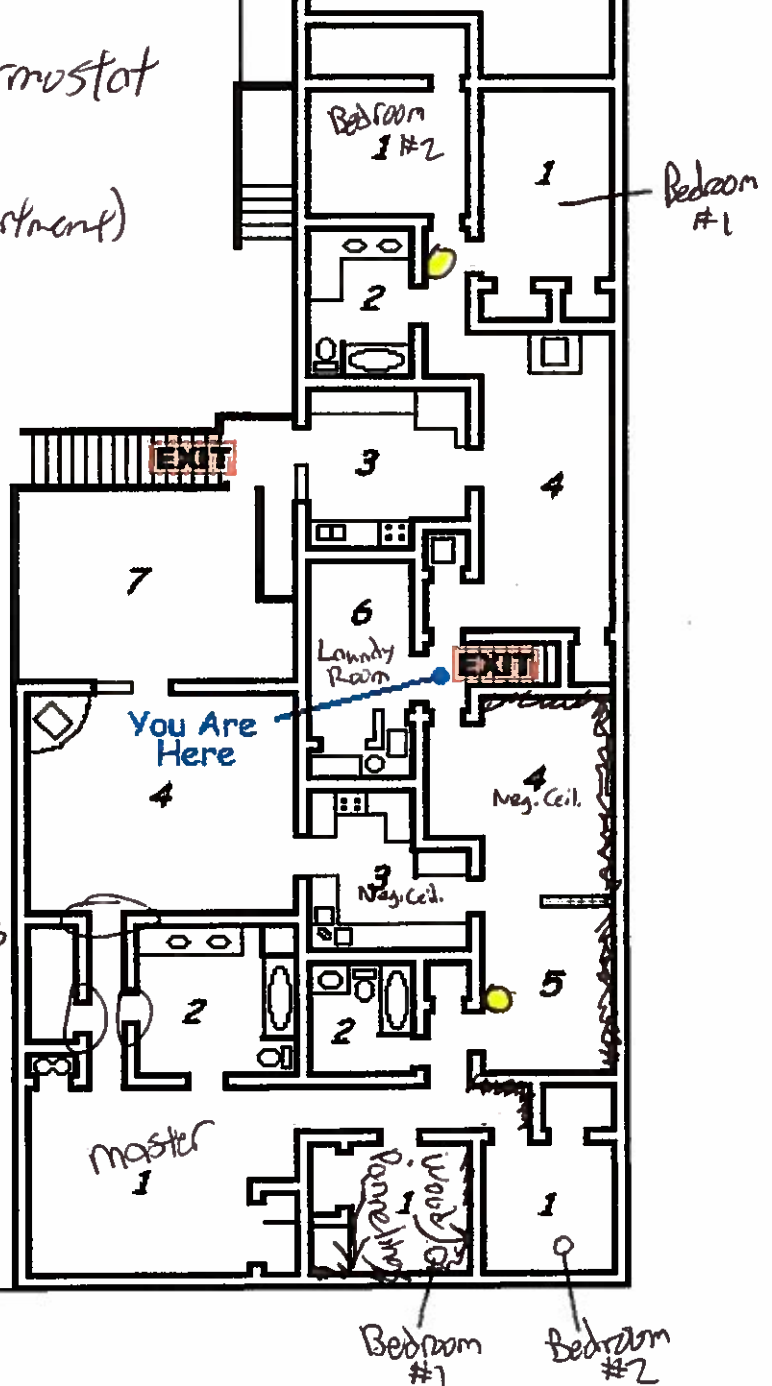 rmostat
rtment)
Bedroom
1 #2
1
Bedroom
#1
2
EXIT
3
4
7
6
Laundry
Room
EXIT
You Are
Here
4
4
Neg. Ceil.
3
Neg. Ceil.
2
2
5
master
1
1
Wood
Pannelling
1
Bedroom
#1
Bedroom
#2